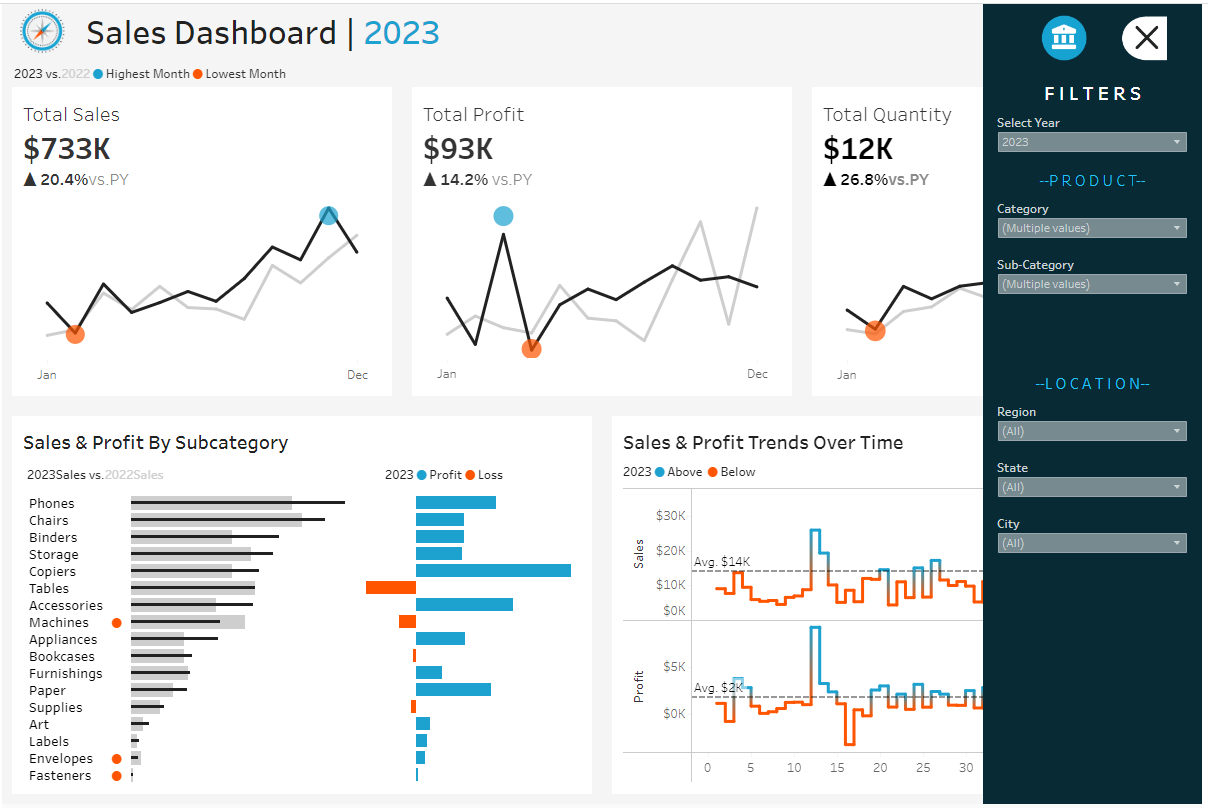 Sales Dashboard | 2023
2023 vs.2022 Highest Month Lowest Month
Total Sales
$733K
▲ 20.4%vs.PY
Jan Dec
Total Profit
$93K
▲ 14.2% vs.PY
Jan Dec
Total Quantity
$12K
▲ 26.8%vs.PY
Jan
Sales & Profit By Subcategory
2023Sales vs.2022Sales
2023 Profit Loss
Phones
Chairs
Binders
Storage
Copiers
Tables
Accessories
Machines
Appliances
Bookcases
Furnishings
Paper
Supplies
Art
Labels
Envelopes
Fasteners
Sales & Profit Trends Over Time
2023 Above Below
Sales
$30K
$20K
$10K
$0K
Avg. $14K
Profit
$5K
$0K
Avg. $2K
0 5 10 15 20 25 30
FILTERS
Select Year
2023
--PRODUCT--
Category
(Multiple values)
Sub-Category
(Multiple values)
--LOCATION--
Region
(All)
State
(All)
City
(All)